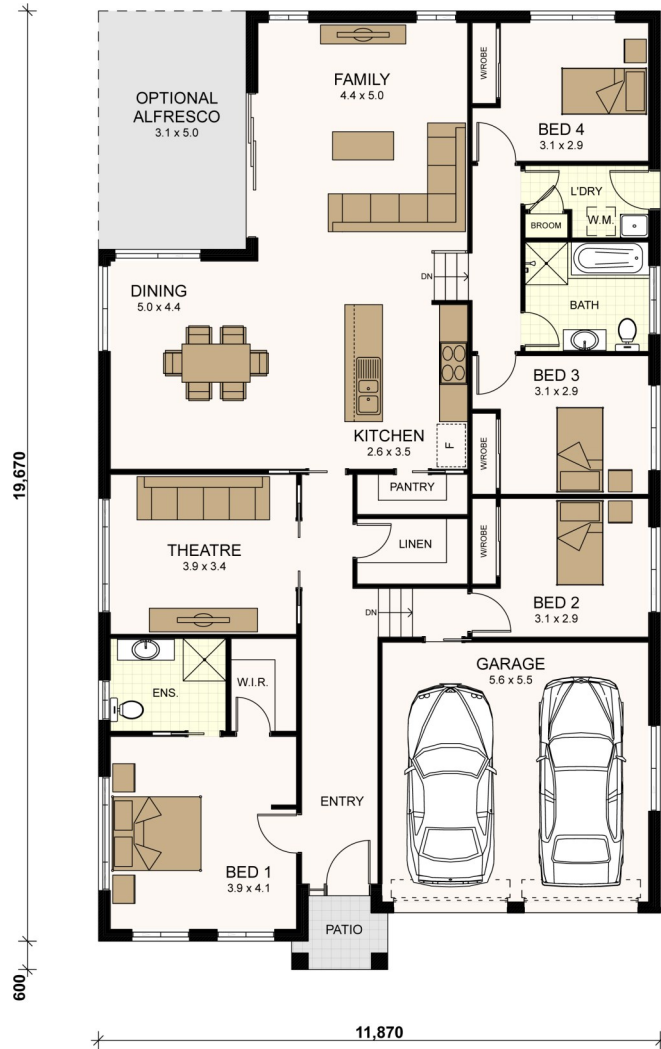 OPTIONAL
ALFRESCO
3.1 x 5.0
FAMILY
4.4 x 5.0
W/ROBE
BED 4
3.1 x 2.9
L'DRY
W.M.
BROOM
DINING
5.0 x 4.4
DN
BATH
KITCHEN
2.6 x 3.5
F
BED 3
3.1 x 2.9
W/ROBE
PANTRY
THEATRE
3.9 x 3.4
LINEN
W/ROBE
BED 2
3.1 x 2.9
DN
GARAGE
5.6 x 5.5
ENS.
W.I.R.
ENTRY
BED 1
3.9 x 4.1
PATIO
19,670
600
11,870